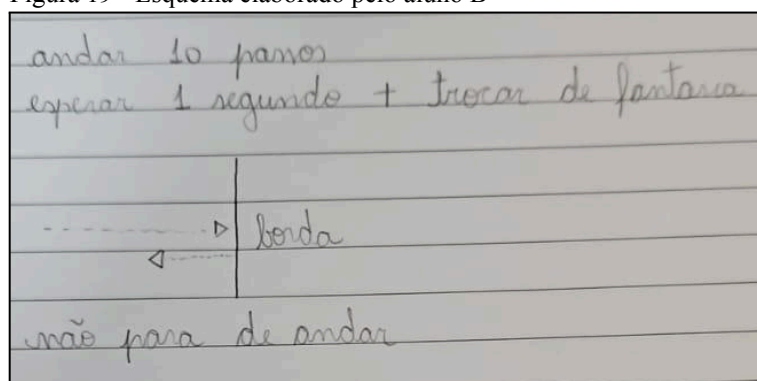 Figura 19 - Esquema elaborado pelo aluno B
andar 10 passos
esperar 1 segundo + trocar de fantasia
borda
não para de andar